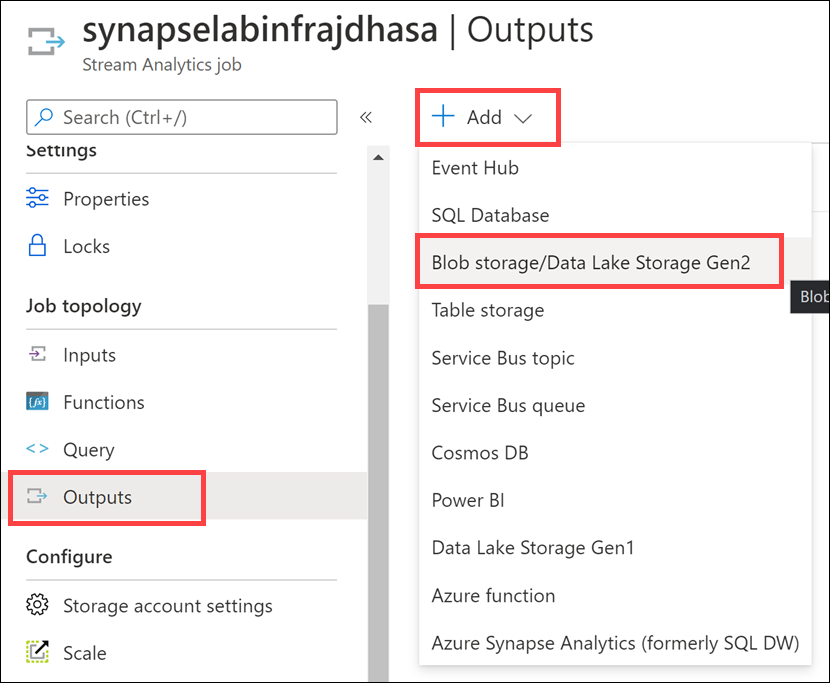 synapselabinfrajdhasa | Outputs
Stream Analytics job
Search (Ctrl+/)
«
Settings
Properties
Locks
Job topology
Inputs
Functions
Query
Outputs
Configure
Storage account settings
Scale
+ Add
Event Hub
SQL Database
Blob storage/Data Lake Storage Gen2
Blob
Table storage
Service Bus topic
Service Bus queue
Cosmos DB
Power BI
Data Lake Storage Gen1
Azure function
Azure Synapse Analytics (formerly SQL DW)